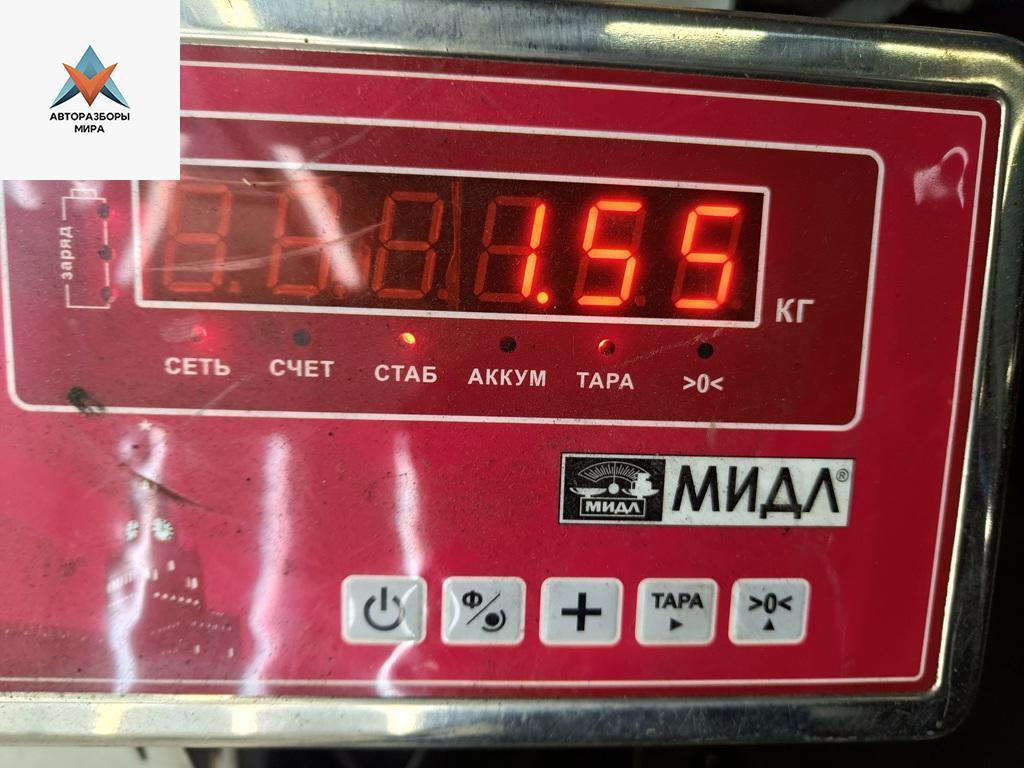 АВТОРАЗБОРЫ
МИРА
заряд
1.55
КГ
СЕТЬ СЧЕТ СТАБ АККУМ ТАРА >0<
МИДЛ МИДЛ®
Ф
ТАРА
>0<